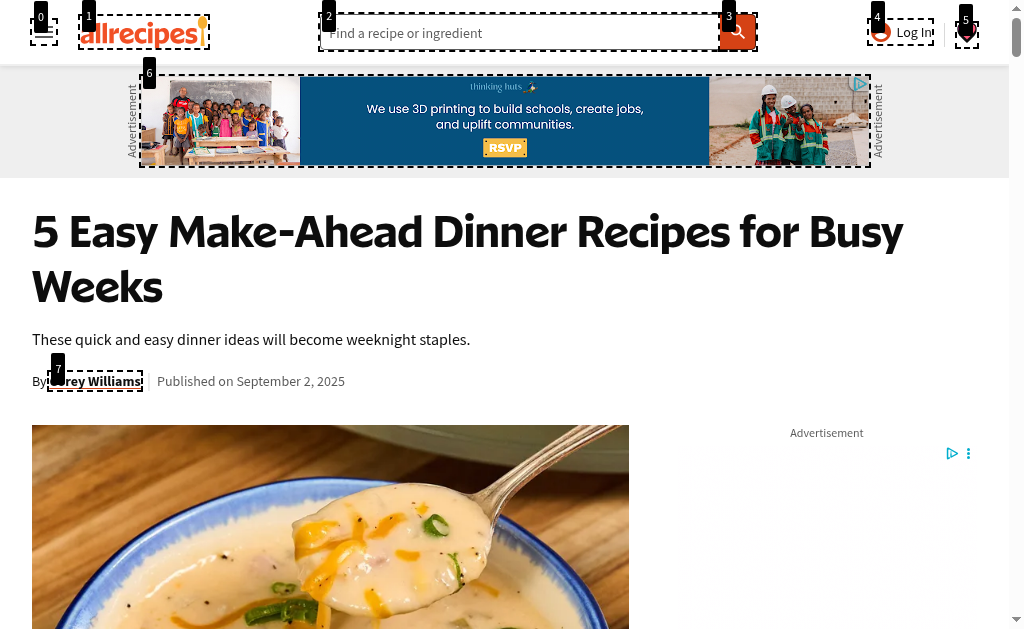 0
1
2
3
4
5
allrecipes
Find a recipe or ingredient
Log In
6
Advertisement
thinking huts
We use 3D printing to build schools, create jobs,
and uplift communities.
RSVP
Advertisement
5 Easy Make-Ahead Dinner Recipes for Busy
Weeks
These quick and easy dinner ideas will become weeknight staples.
7
By rey Williams
Published on September 2, 2025
Advertisement